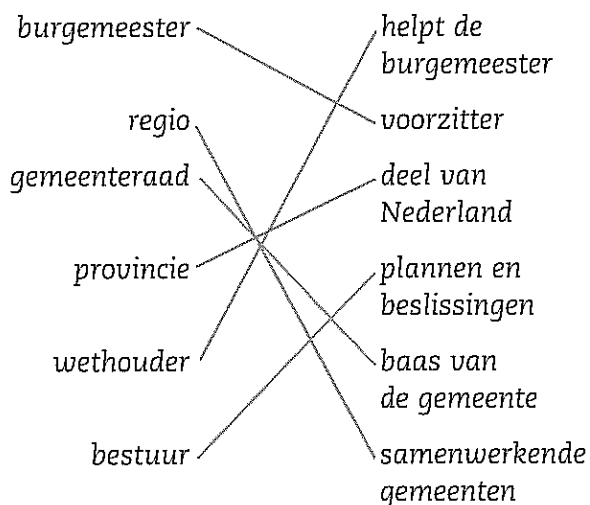 burgemeester
regio
gemeenteraad
provincie
wethouder
bestuur
helpt de
burgemeester
voorzitter
deel van
Nederland
plannen en
beslissingen
baas van
de gemeente
samenwerkende
gemeenten